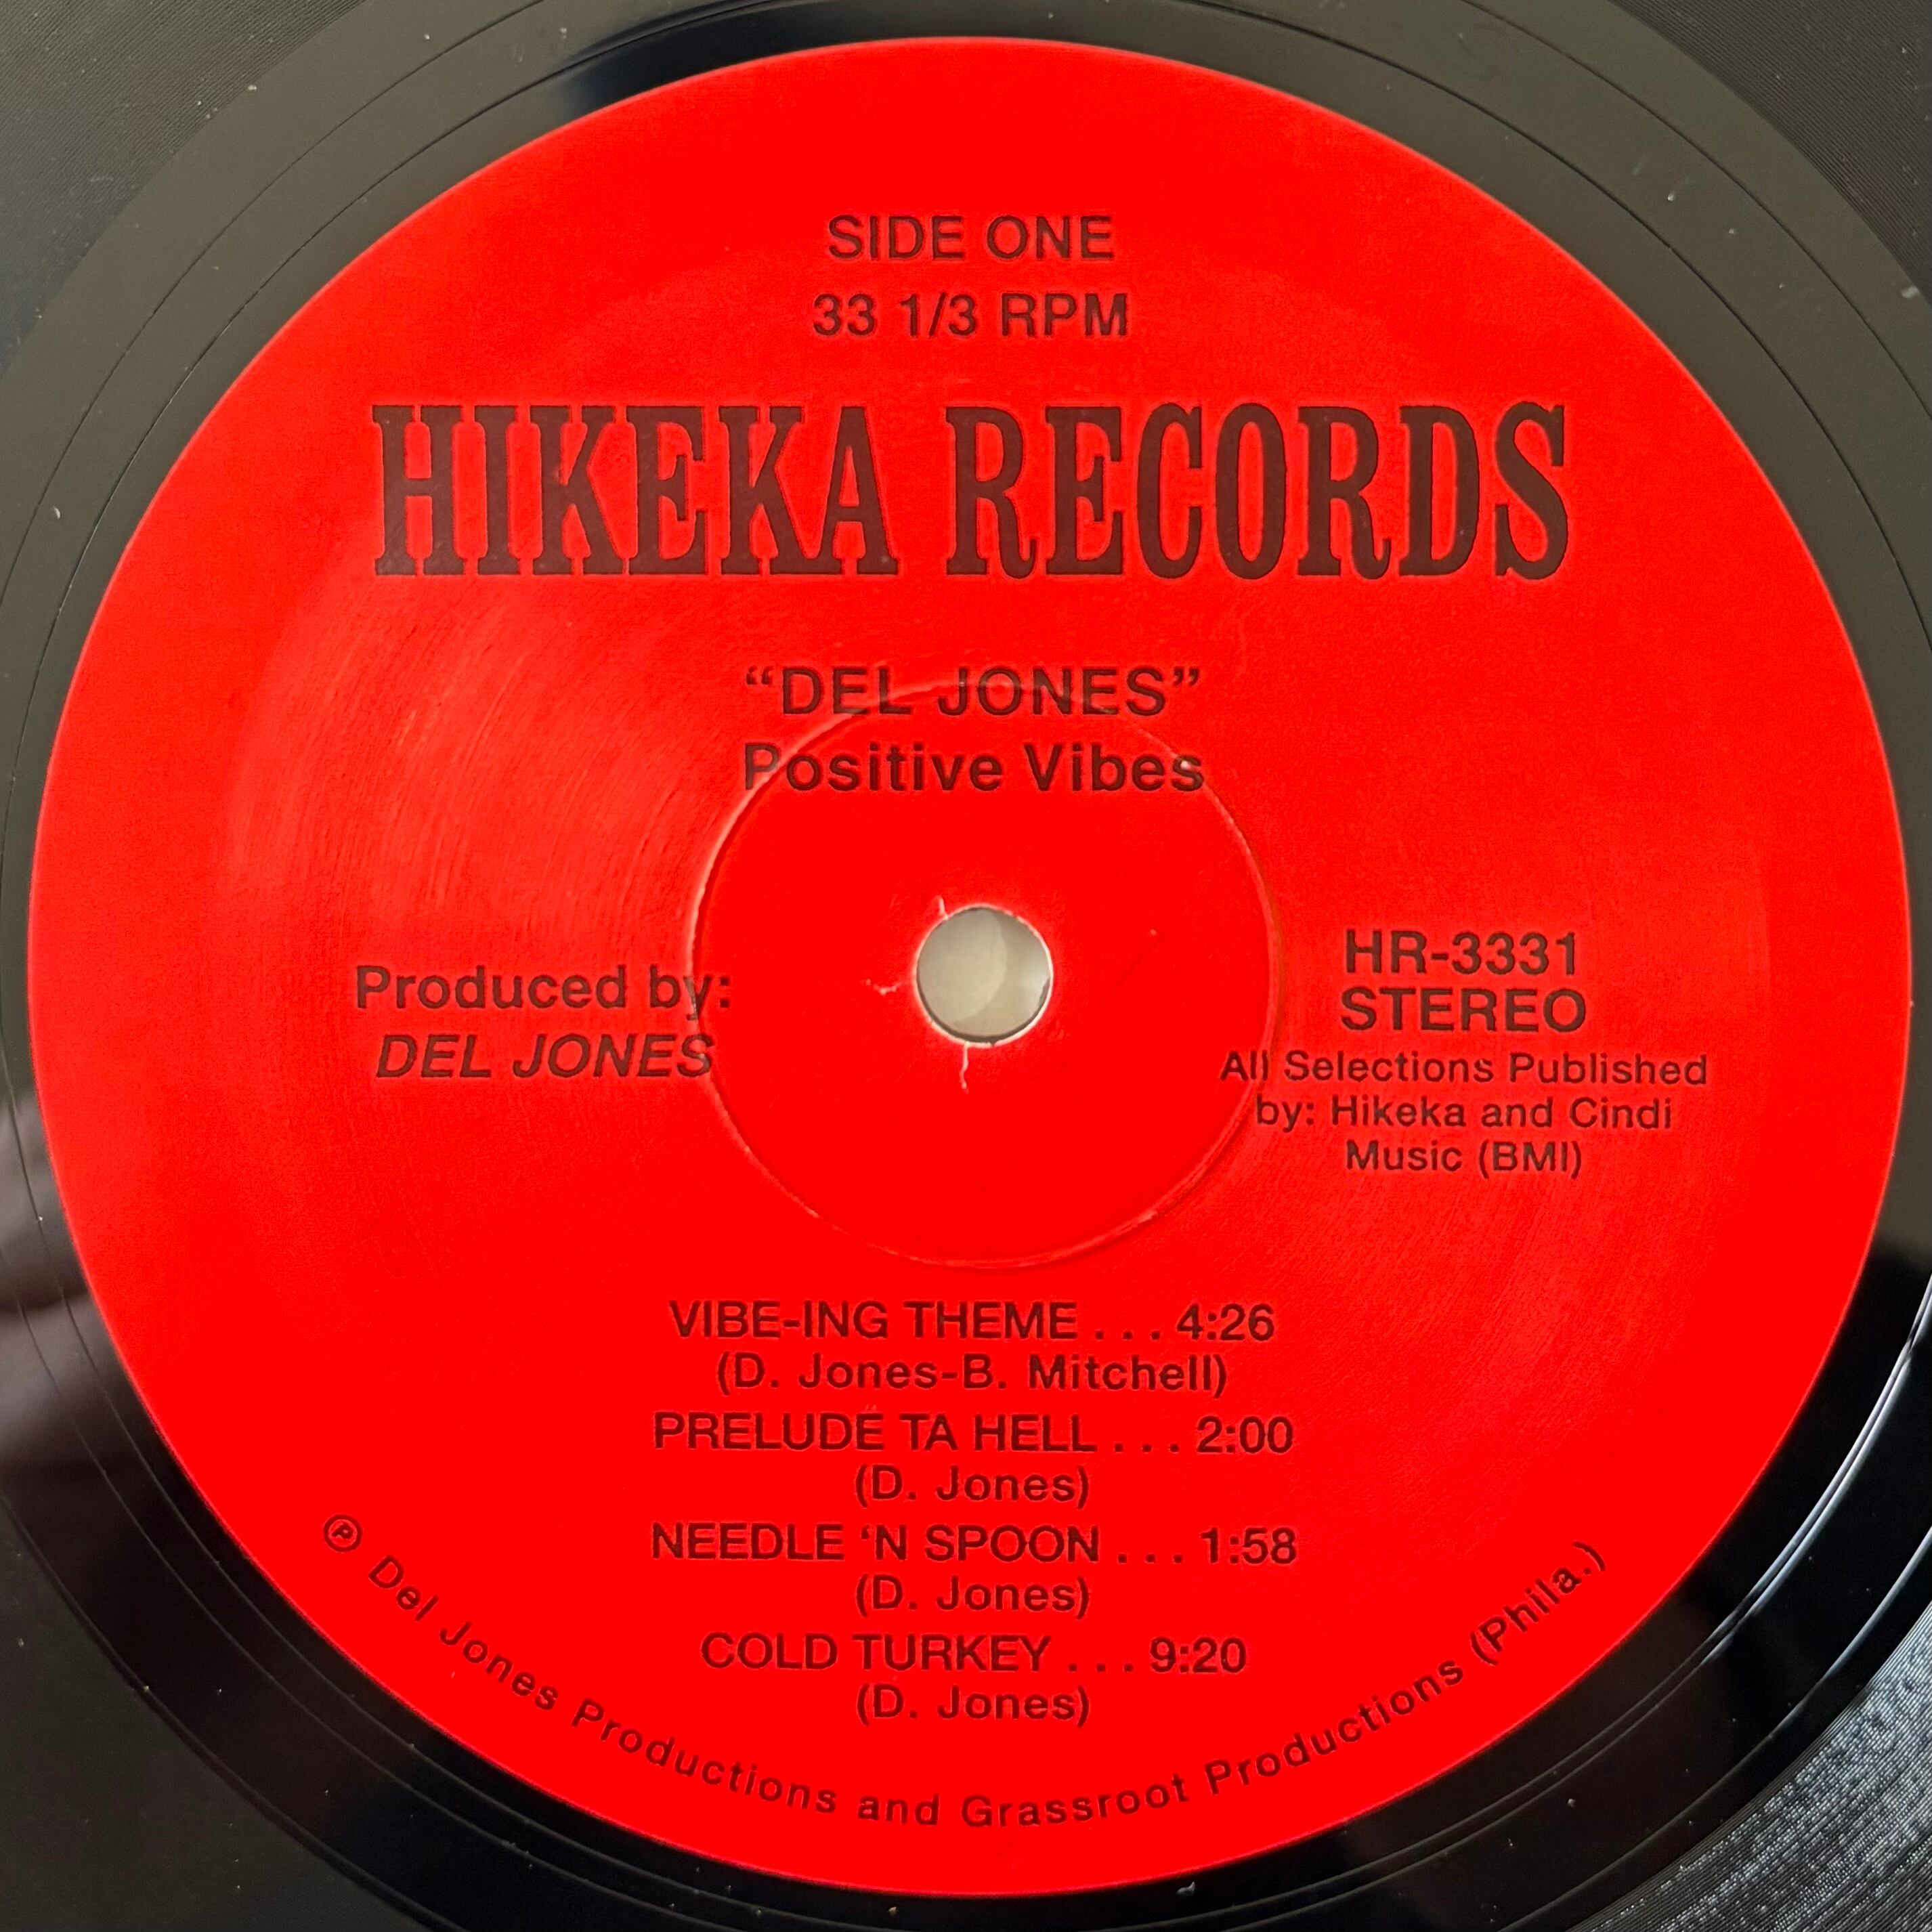 SIDE ONE
33 1/3 RPM
HIKEKA RECORDS
“DEL JONES”
Positive Vibes
Produced by:
DEL JONES
HR-3331
STEREO
All Selections Published
by: Hikeka and Cindi
Music (BMI)
VIBE-ING THEME . . . 4:26
(D. Jones-B. Mitchell)
PRELUDE TA HELL . . . 2:00
(D. Jones)
NEEDLE ‘N SPOON . . . 1:58
(D. Jones)
COLD TURKEY . . . 9:20
(D. Jones)
℗ Del Jones Productions and Grassroot Productions (Phila.)